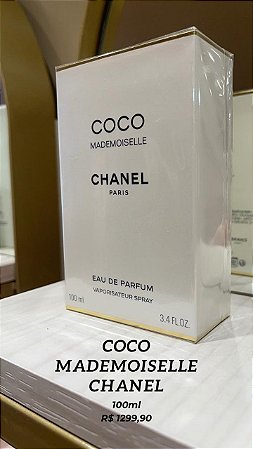 COCO
MADEMOISELLE
CHANEL
PARIS
EAU DE PARFUM
VAPORISATEUR SPRAY
100 ml
3.4 FL.OZ.
COCO
MADEMOISELLE
CHANEL
100ml
R$ 1299,90